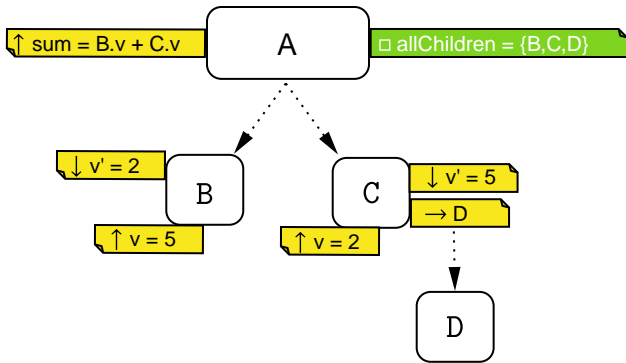 ↑ sum = B.v + C.v
A
□ allChildren = {B,C,D}
↓ v' = 2
B
↑ v = 5
C
↓ v' = 5
→ D
↑ v = 2
D